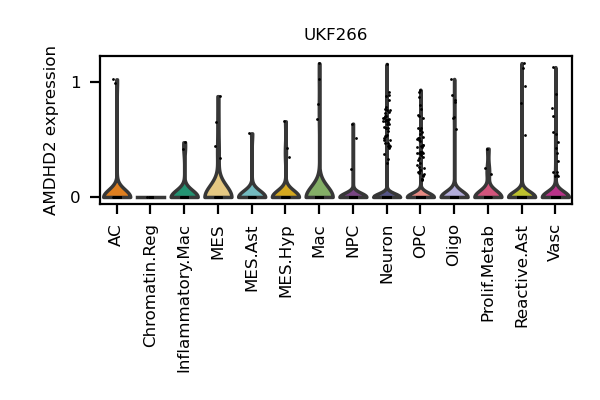 UKF266
AMDHD2 expression
1
0
AC
Chromatin.Reg
Inflammatory.Mac
MES
MES.Ast
MES.Hyp
Mac
NPC
Neuron
OPC
Oligo
Prolif.Metab
Reactive.Ast
Vasc